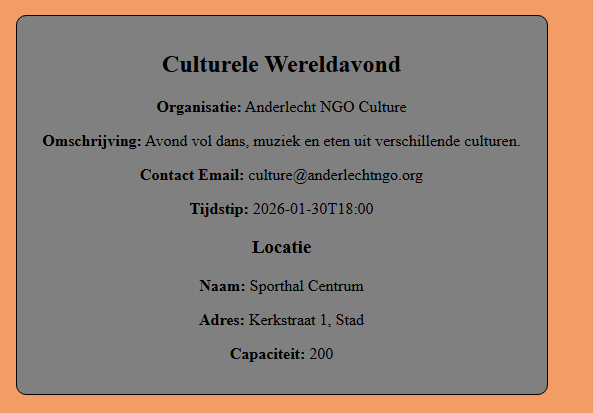 Culturele Wereldavond
Organisatie: Anderlecht NGO Culture
Omschrijving: Avond vol dans, muziek en eten uit verschillende culturen.
Contact Email: culture@anderlechtngo.org
Tijdstip: 2026-01-30T18:00
Locatie
Naam: Sporthal Centrum
Adres: Kerkstraat 1, Stad
Capaciteit: 200